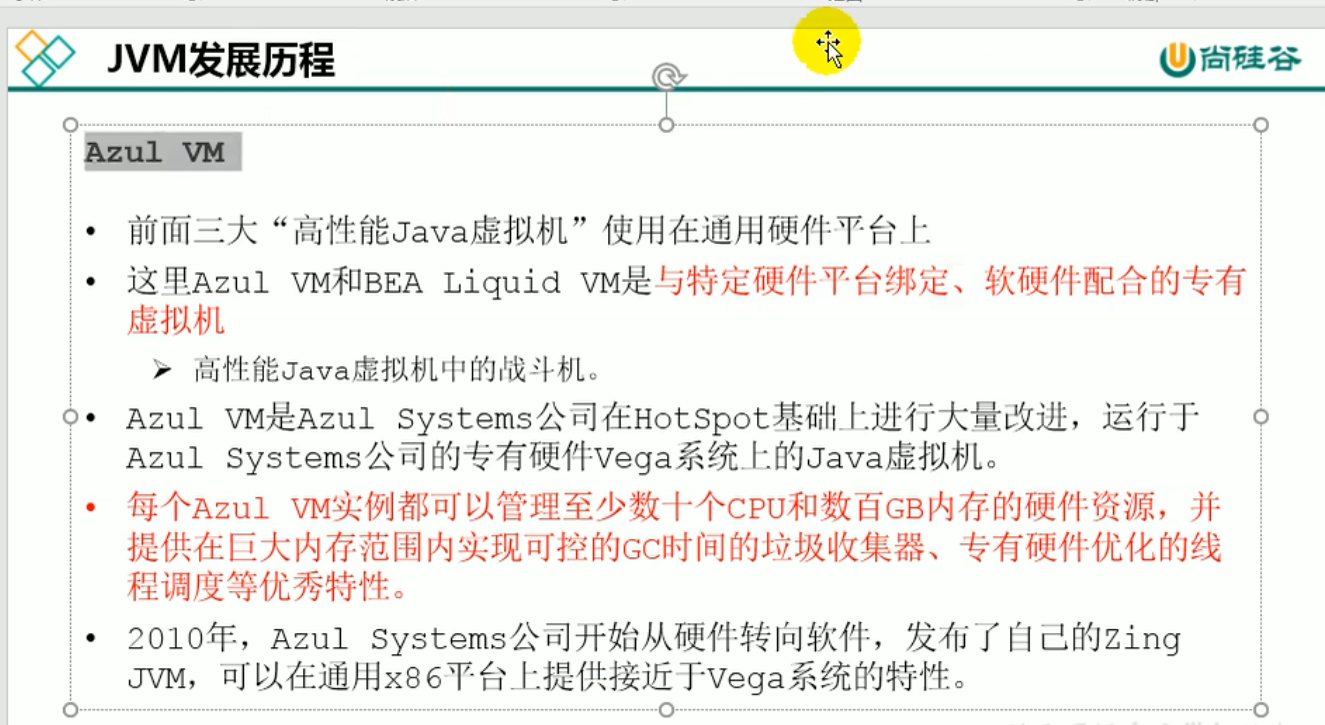 JVM发展历程
尚硅谷
Azul VM
• 前面三大“高性能Java虚拟机”使用在通用硬件平台上
• 这里Azul VM和BEA Liquid VM是与特定硬件平台绑定、软硬件配合的专有
虚拟机
➢ 高性能Java虚拟机中的战斗机。
• Azul VM是Azul Systems公司在HotSpot基础上进行大量改进，运行于
Azul Systems公司的专有硬件Vega系统上的Java虚拟机。
• 每个Azul VM实例都可以管理至少数十个CPU和数百GB内存的硬件资源，并
提供在巨大内存范围内实现可控的GC时间的垃圾收集器、专有硬件优化的线
程调度等优秀特性。
• 2010年，Azul Systems公司开始从硬件转向软件，发布了自己的Zing
JVM，可以在通用x86平台上提供接近于Vega系统的特性。